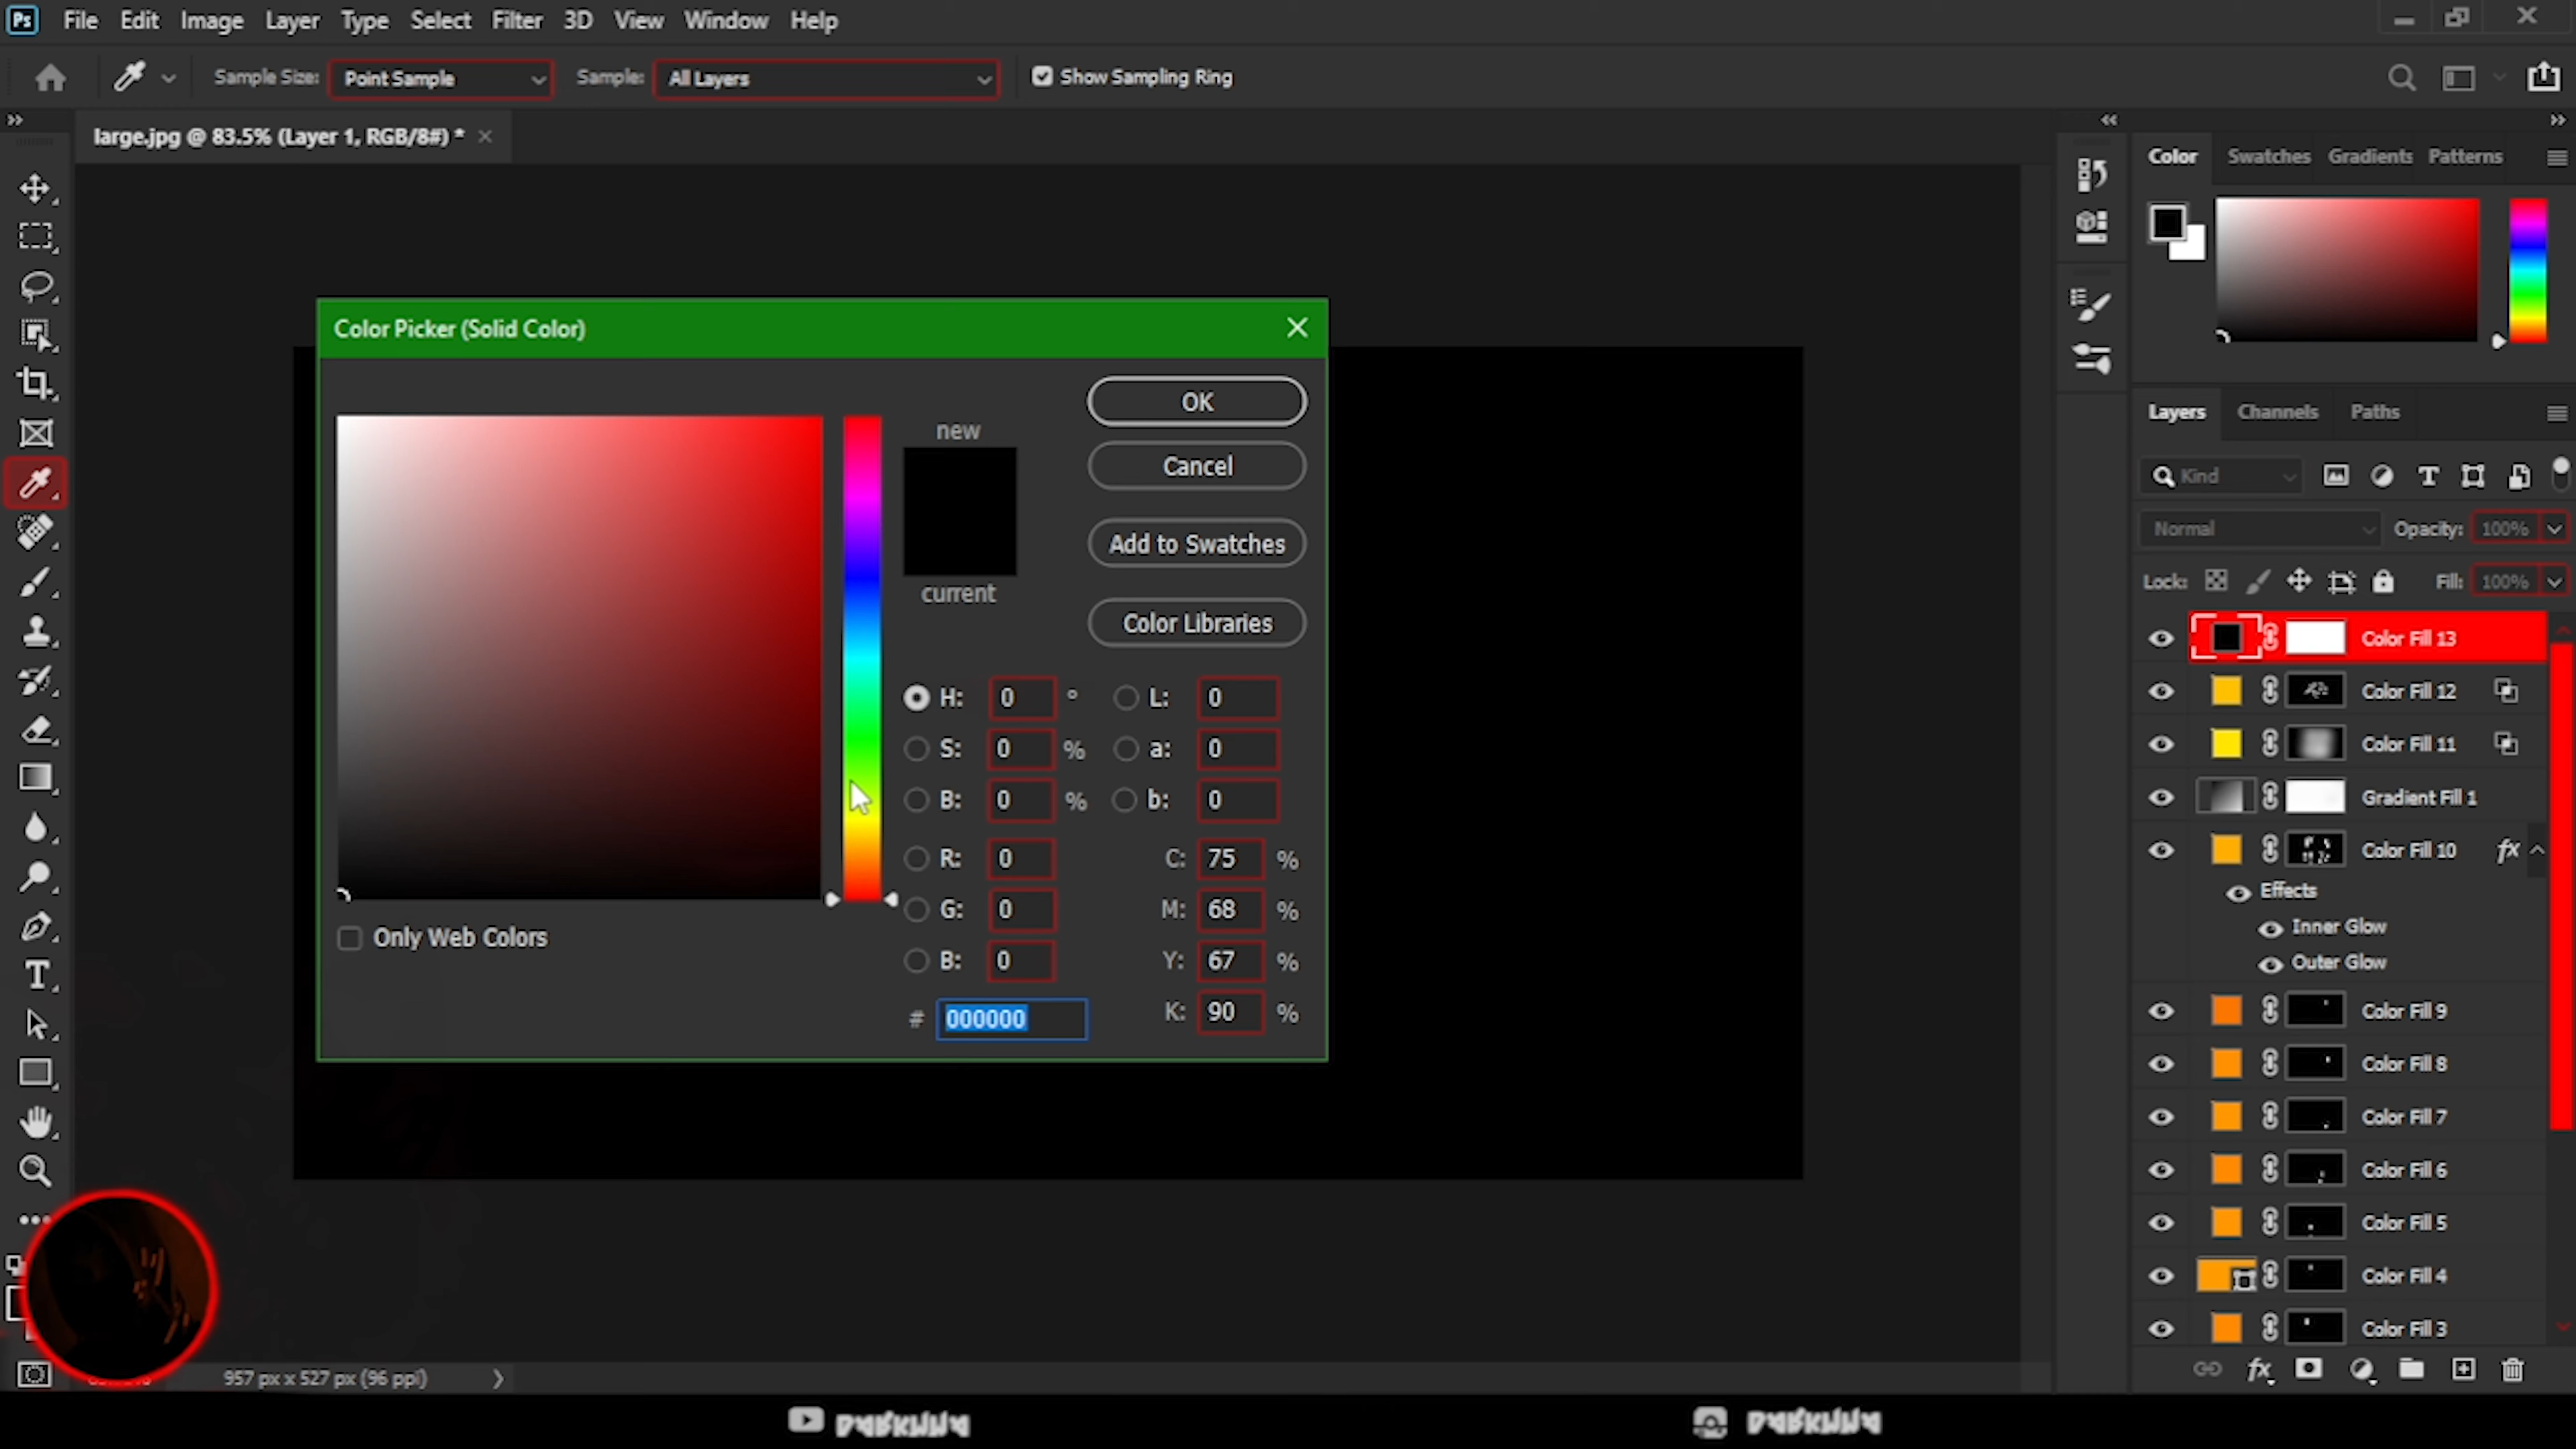 Ps File Edit Image Layer Type Select Filter 3D View Window Help
Sample Size: Point Sample Sample: All Layers Show Sampling Ring
large.jpg @ 83.5% (Layer 1, RGB/8#) *
Color Swatches Gradients Patterns
Color Picker (Solid Color)
new
current
OK
Cancel
Add to Swatches
Color Libraries
H: 0 °
S: 0 %
B: 0 %
R: 0
G: 0
B: 0
# 000000
L: 0
a: 0
b: 0
C: 75 %
M: 68 %
Y: 67 %
K: 90 %
Only Web Colors
Layers Channels Paths
Kind
Normal Opacity: 100%
Lock: Fill: 100%
Color Fill 13
Color Fill 12
Color Fill 11
Gradient Fill 1
Color Fill 10 fx
Effects
Inner Glow
Outer Glow
Color Fill 9
Color Fill 8
Color Fill 7
Color Fill 6
Color Fill 5
Color Fill 4
Color Fill 3
fx
957 px x 527 px (96 ppi)